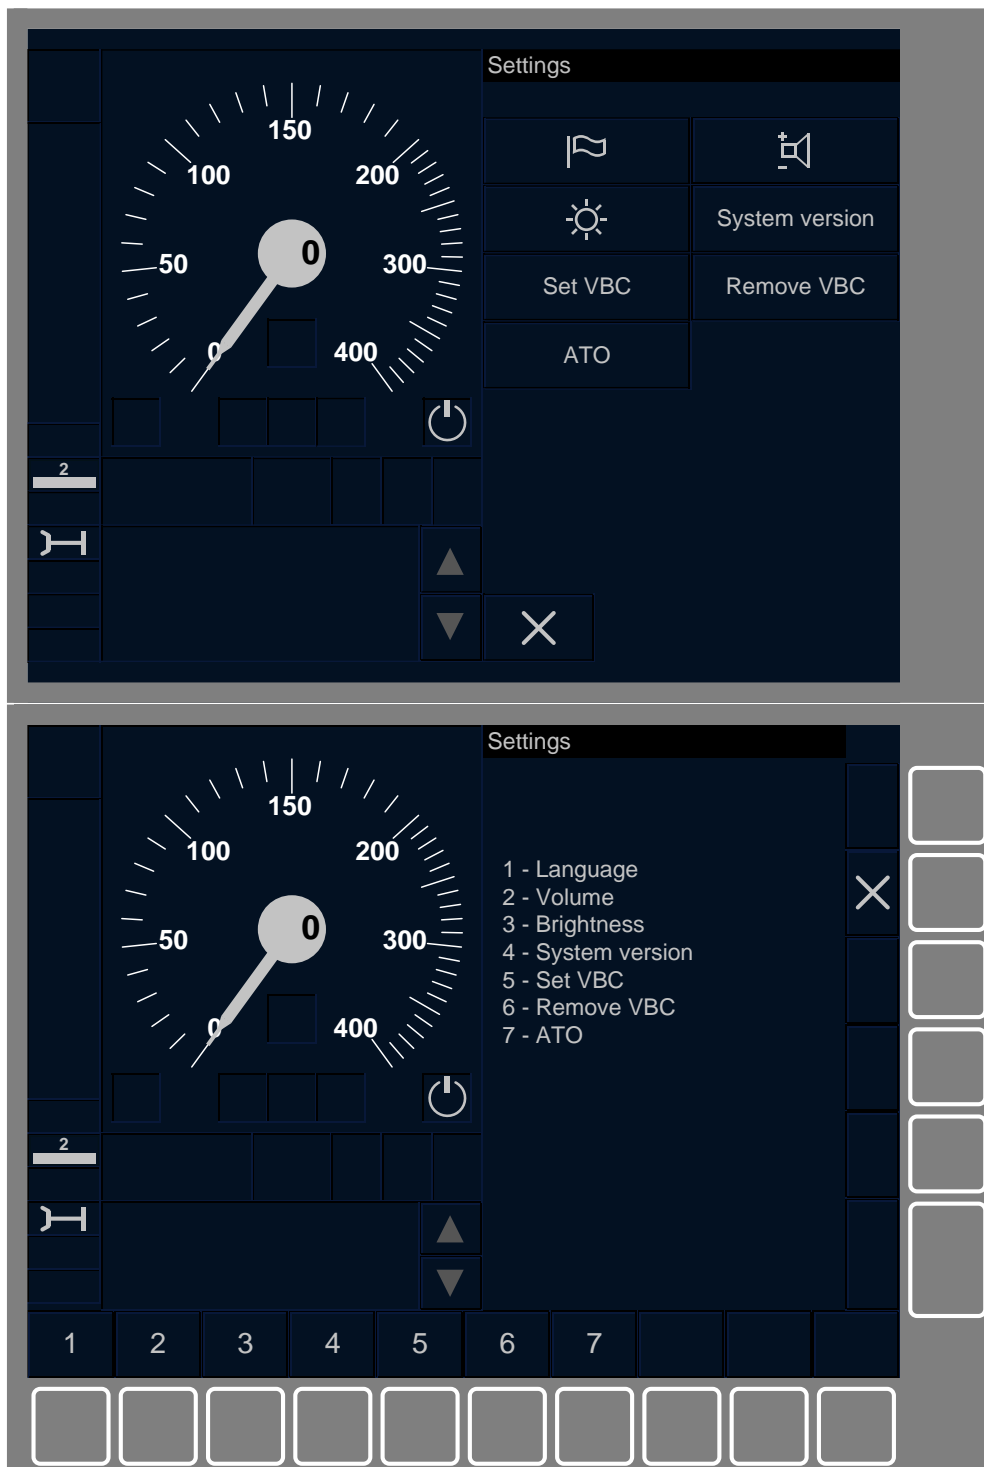 Settings
150
100
200
50
0
300
0
400
System version
Set VBC
Remove VBC
ATO
2
Settings
150
100
200
50
0
300
0
400
1 - Language
2 - Volume
3 - Brightness
4 - System version
5 - Set VBC
6 - Remove VBC
7 - ATO
2
1 2 3 4 5 6 7